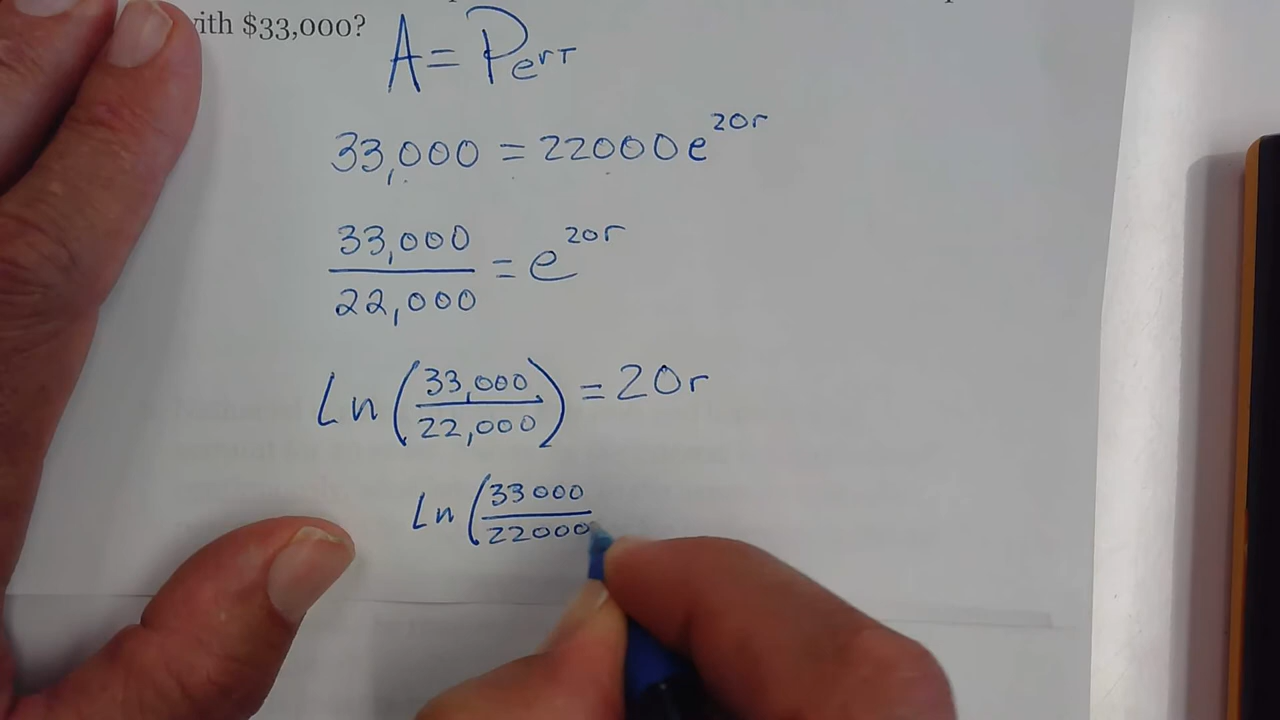 with $33,000?
A = Pe^rT
33,000 = 22000e^20r
33,000/22,000 = e^20r
Ln(33,000/22,000) = 20r
Ln(33000/22000